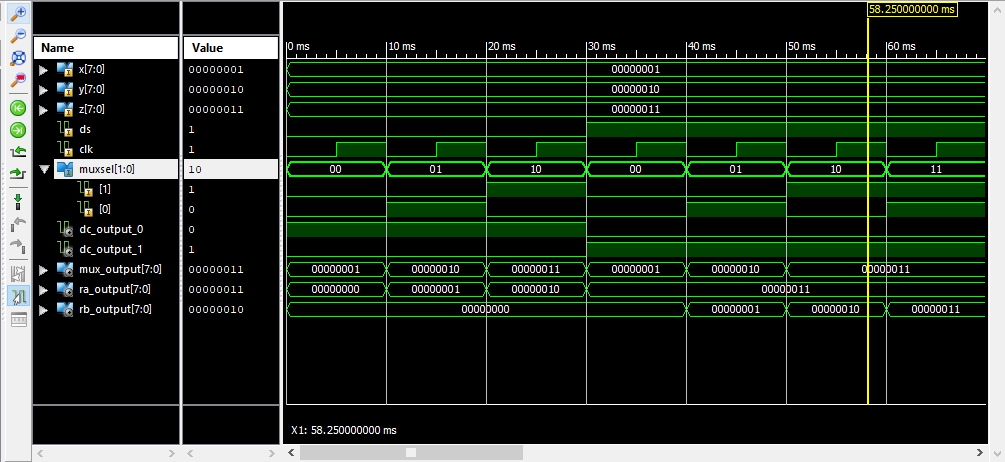 58.250000000 ms
Name Value 0 ms 10 ms 20 ms 30 ms 40 ms 50 ms 60 ms
x[7:0] 00000001 00000001
y[7:0] 00000010 00000010
z[7:0] 00000011 00000011
ds 1
clk 1
muxsel[1:0] 10 00 01 10 00 01 10 11
[1] 1
[0] 0
dc_output_0 0
dc_output_1 1
mux_output[7:0] 00000011 00000001 00000010 00000011 00000001 00000010 00000011
ra_output[7:0] 00000011 00000000 00000001 00000010 00000011
rb_output[7:0] 00000010 00000000 00000001 00000010 00000011
X1: 58.250000000 ms